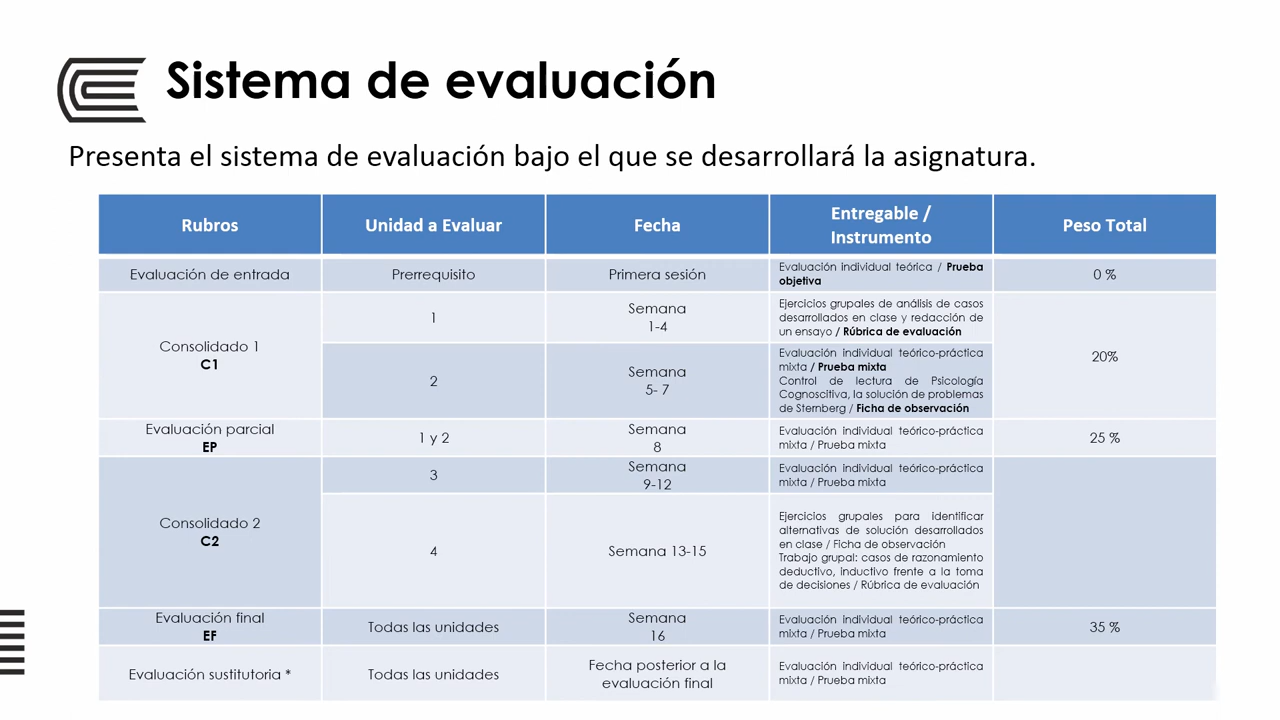 Sistema de evaluación
Presenta el sistema de evaluación bajo el que se desarrollará la asignatura.
Rubros
Unidad a Evaluar
Fecha
Entregable /
Instrumento
Peso Total
Evaluación de entrada
Prerrequisito
Primera sesión
Evaluación individual teórica / Prueba
objetiva
0 %
Consolidado 1
C1
1
Semana
1-4
Ejercicios grupales de análisis de casos
desarrollados en clase y redacción de
un ensayo / Rúbrica de evaluación
20%
2
Semana
5- 7
Evaluación individual teórico-práctica
mixta / Prueba mixta
Control de lectura de Psicología
Cognoscitiva, la solución de problemas
de Sternberg / Ficha de observación
Evaluación parcial
EP
1 y 2
Semana
8
Evaluación individual teórico-práctica
mixta / Prueba mixta
25 %
Consolidado 2
C2
3
Semana
9-12
Evaluación individual teórico-práctica
mixta / Prueba mixta
4
Semana 13-15
Ejercicios grupales para identificar
alternativas de solución desarrollados
en clase / Ficha de observación
Trabajo grupal: casos de razonamiento
deductivo, inductivo frente a la toma
de decisiones / Rúbrica de evaluación
Evaluación final
EF
Todas las unidades
Semana
16
Evaluación individual teórico-práctica
mixta / Prueba mixta
35 %
Evaluación sustitutoria *
Todas las unidades
Fecha posterior a la
evaluación final
Evaluación individual teórico-práctica
mixta / Prueba mixta